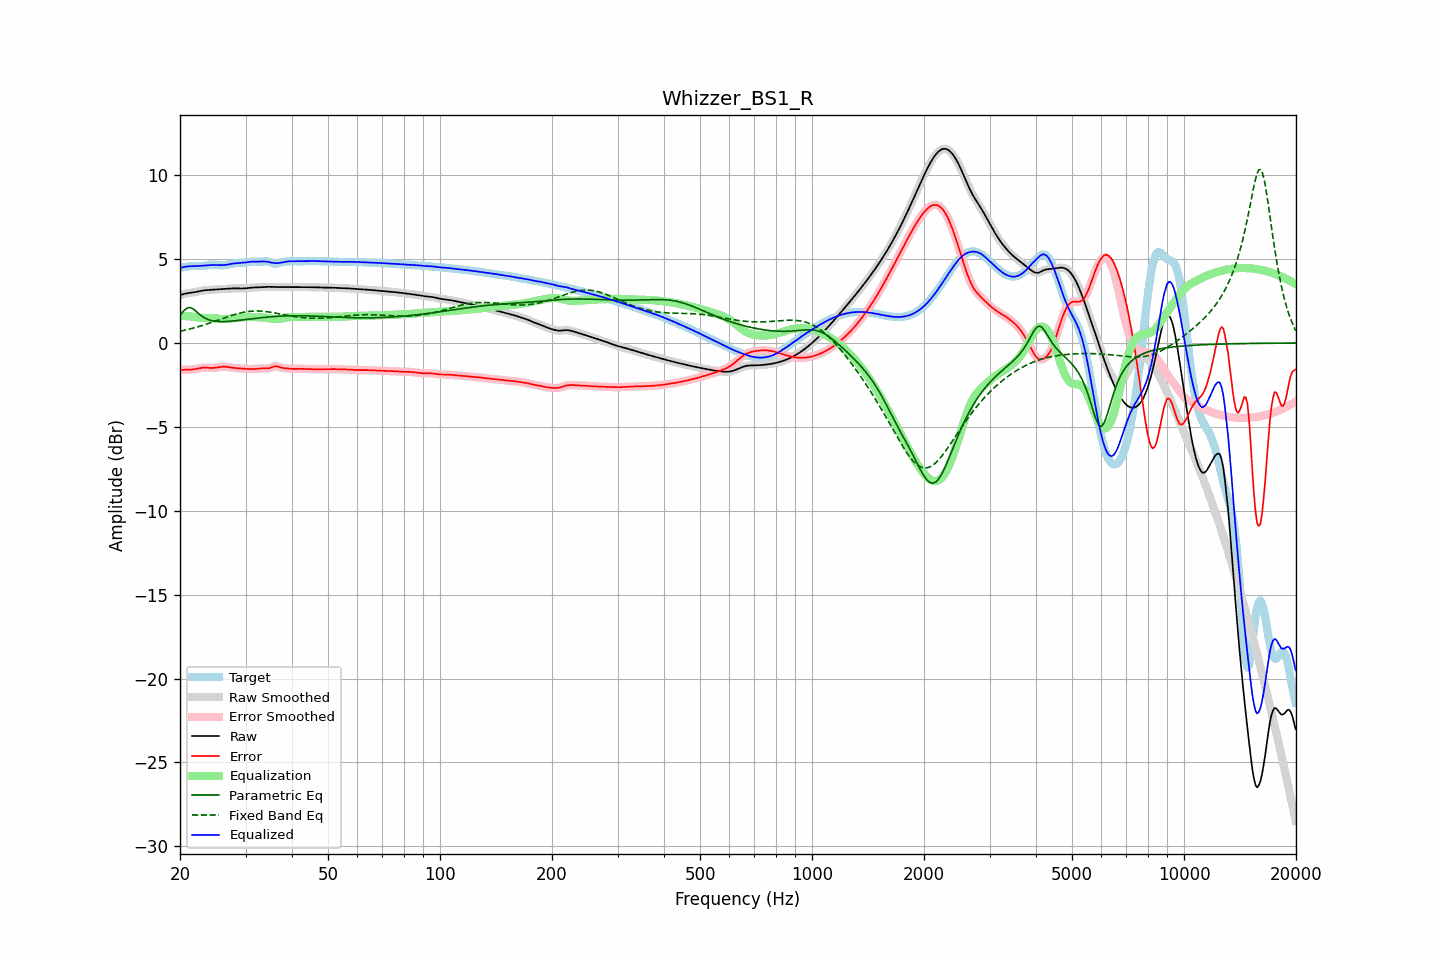 Whizzer_BS1_R
Amplitude (dBr)
10
5
0
−5
−10
−15
−20
−25
−30
Target
Raw Smoothed
Error Smoothed
Raw
Error
Equalization
Parametric Eq
Fixed Band Eq
Equalized
20 50 100 200 500 1000 2000 5000 10000 20000
Frequency (Hz)